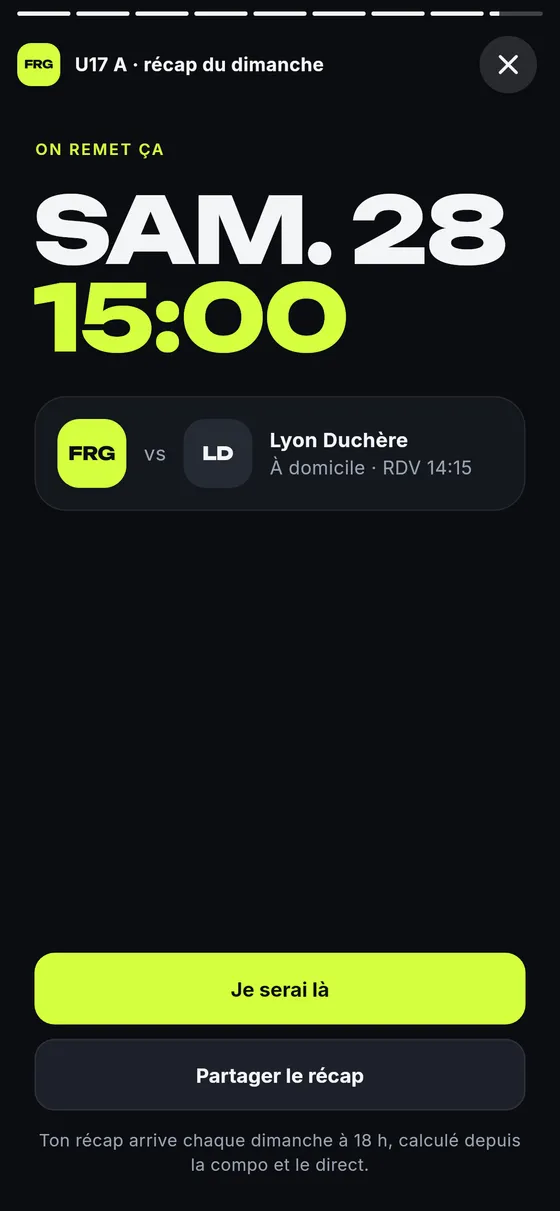 FRG U17 A · récap du dimanche
ON REMET ÇA
SAM. 28
15:00
FRG vs LD Lyon Duchère
À domicile · RDV 14:15
Je serai là
Partager le récap
Ton récap arrive chaque dimanche à 18 h, calculé depuis
la compo et le direct.